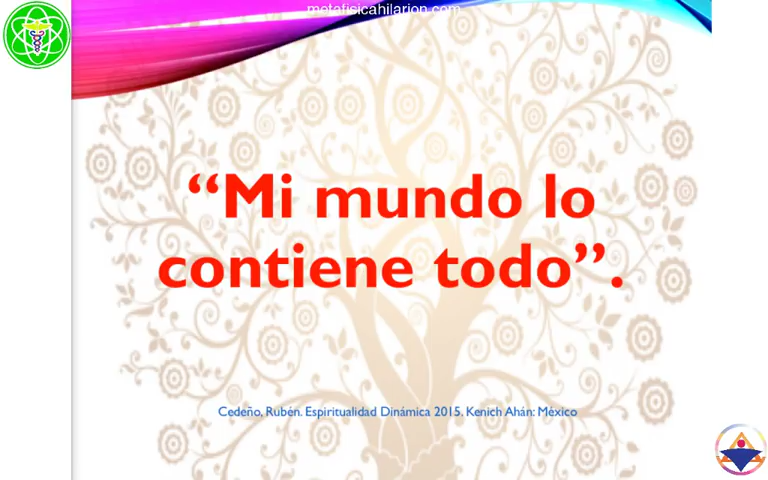 metafisicahilarion.com
“Mi mundo lo
contiene todo”.
Cedeño, Rubén. Espiritualidad Dinámica 2015. Kenich Ahán: México